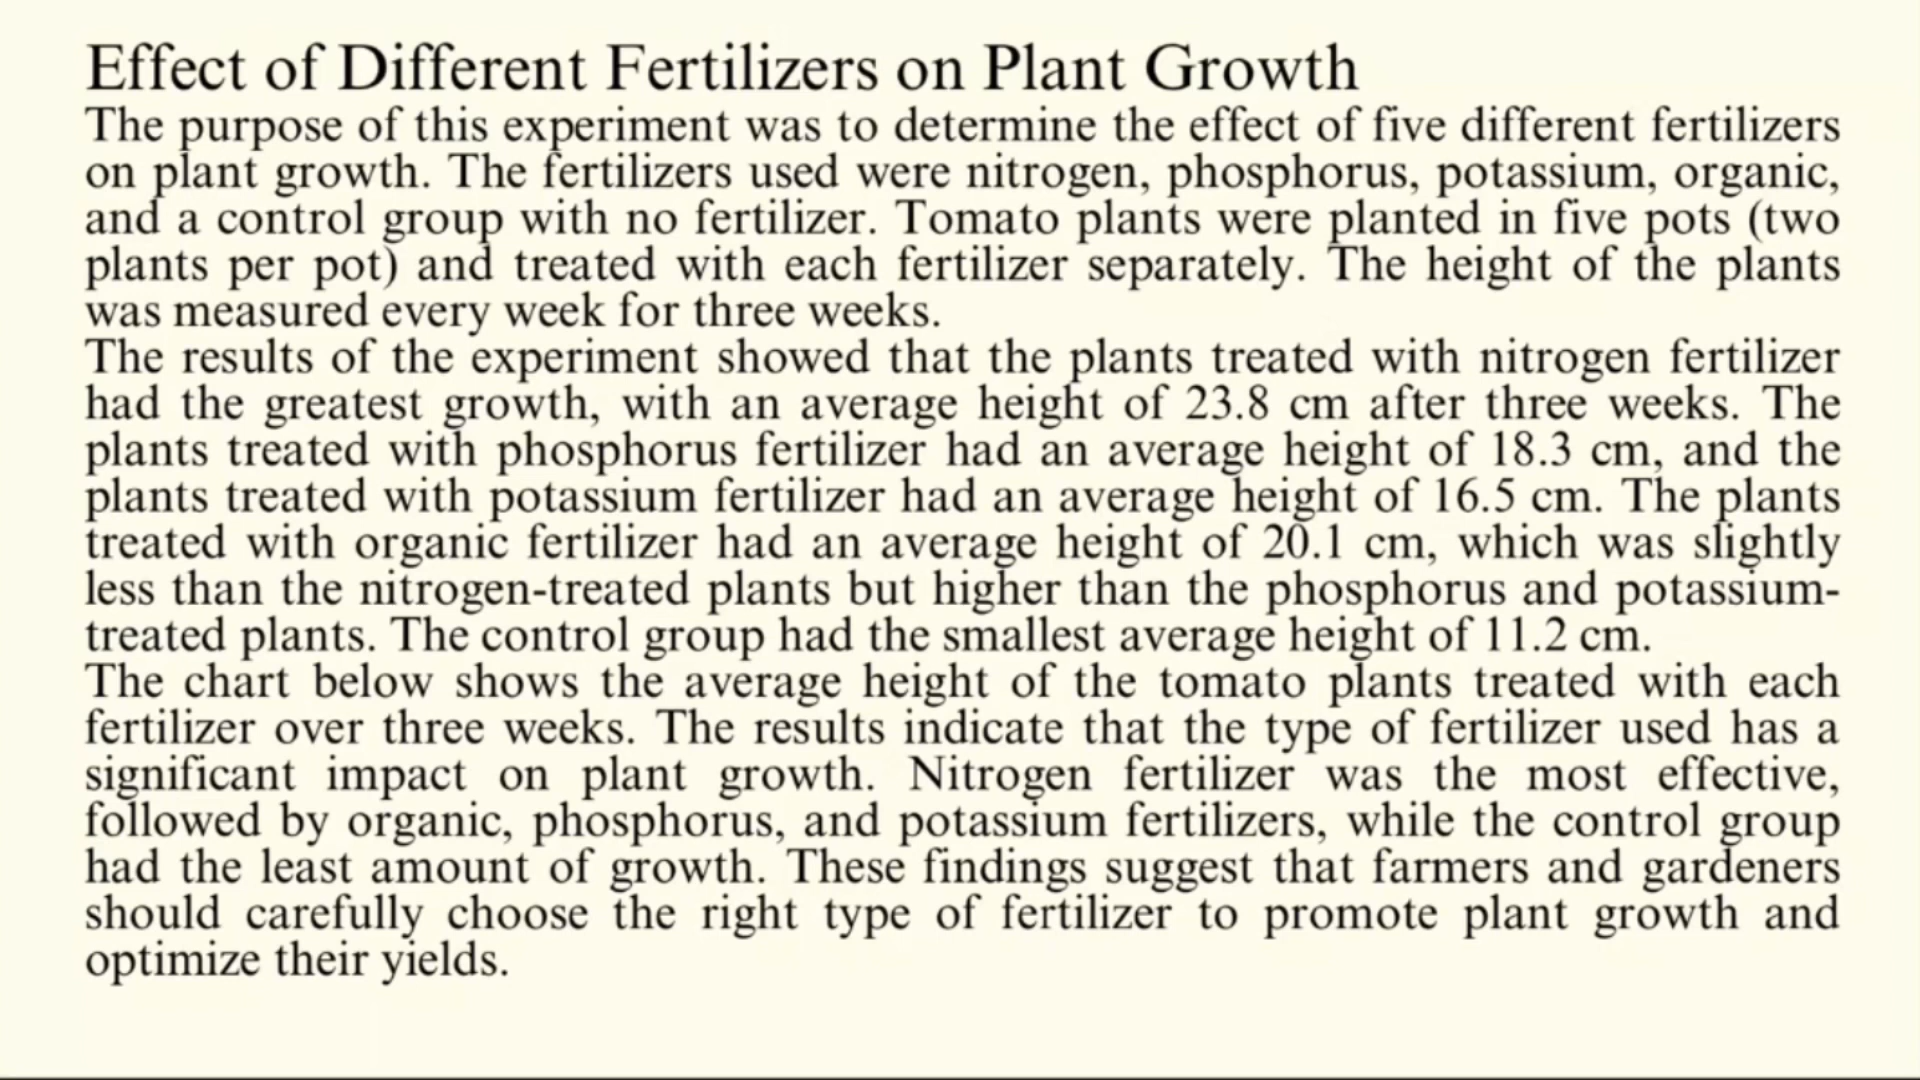 Effect of Different Fertilizers on Plant Growth
The purpose of this experiment was to determine the effect of five different fertilizers
on plant growth. The fertilizers used were nitrogen, phosphorus, potassium, organic,
and a control group with no fertilizer. Tomato plants were planted in five pots (two
plants per pot) and treated with each fertilizer separately. The height of the plants
was measured every week for three weeks.
The results of the experiment showed that the plants treated with nitrogen fertilizer
had the greatest growth, with an average height of 23.8 cm after three weeks. The
plants treated with phosphorus fertilizer had an average height of 18.3 cm, and the
plants treated with potassium fertilizer had an average height of 16.5 cm. The plants
treated with organic fertilizer had an average height of 20.1 cm, which was slightly
less than the nitrogen-treated plants but higher than the phosphorus and potassium-
treated plants. The control group had the smallest average height of 11.2 cm.
The chart below shows the average height of the tomato plants treated with each
fertilizer over three weeks. The results indicate that the type of fertilizer used has a
significant impact on plant growth. Nitrogen fertilizer was the most effective,
followed by organic, phosphorus, and potassium fertilizers, while the control group
had the least amount of growth. These findings suggest that farmers and gardeners
should carefully choose the right type of fertilizer to promote plant growth and
optimize their yields.